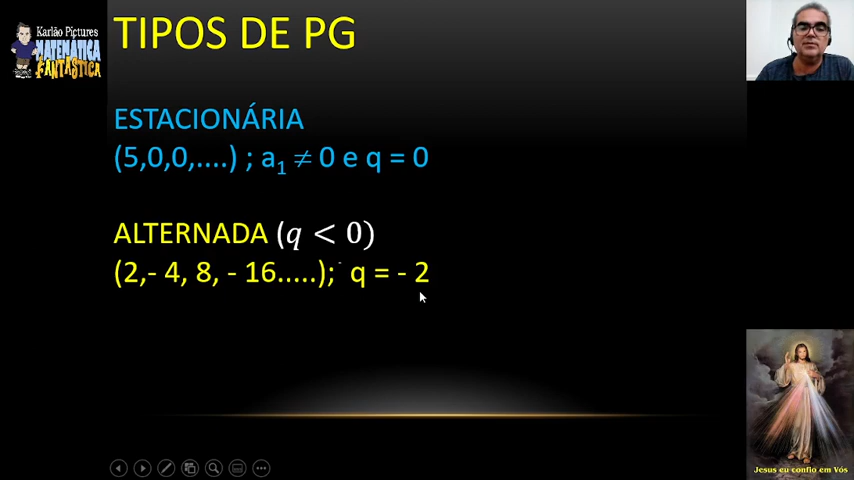 Karlão Pictures
MATEMÁTICA
FANTÁSTICA
TIPOS DE PG
ESTACIONÁRIA
(5,0,0,....) ; a₁ ≠ 0 e q = 0
ALTERNADA (q < 0)
(2,- 4, 8, - 16.....); q = - 2
Jesus eu confio em Vós